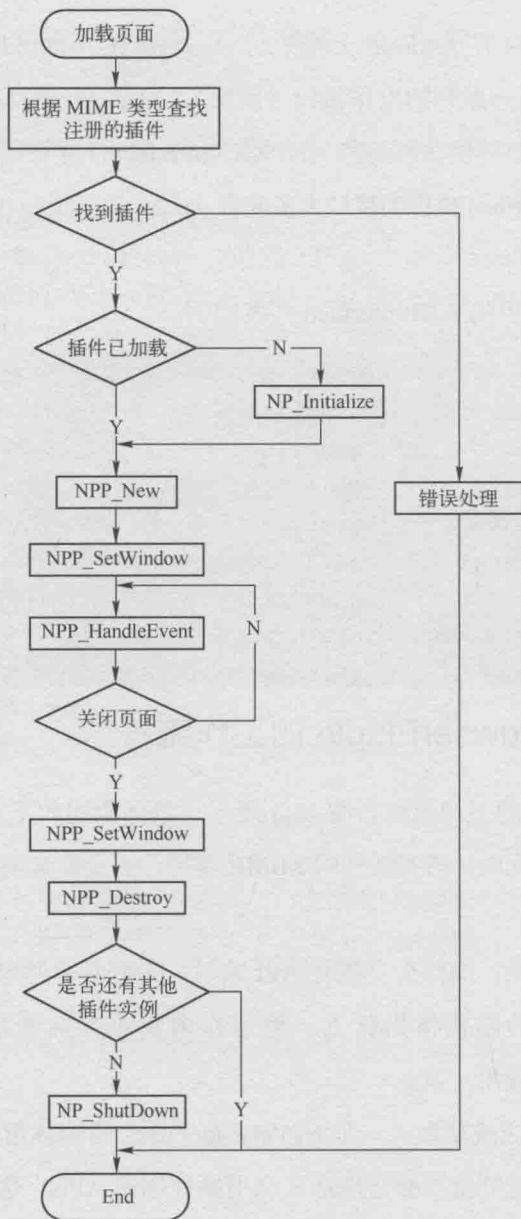 加载页面
根据 MIME 类型查找
注册的插件
找到插件
Y
插件已加载
N
NP_Initialize
Y
NPP_New
错误处理
NPP_SetWindow
NPP_HandleEvent
N
关闭页面
Y
NPP_SetWindow
NPP_Destroy
是否还有其他
插件实例
N
NP_ShutDown
Y
End